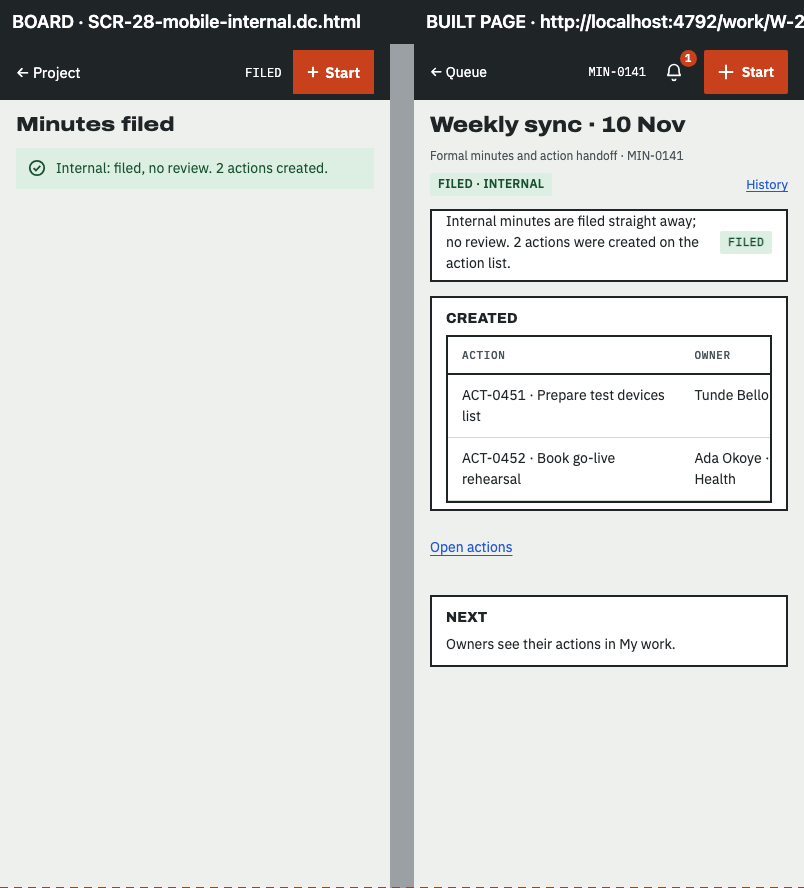 BOARD · SCR-28-mobile-internal.dc.html
← Project
FILED
+ Start
Minutes filed
Internal: filed, no review. 2 actions created.
BUILT PAGE · http://localhost:4792/work/W-2
← Queue
MIN-0141
1
+ Start
Weekly sync · 10 Nov
Formal minutes and action handoff · MIN-0141
FILED · INTERNAL
History
Internal minutes are filed straight away;
no review. 2 actions were created on the
action list.
FILED
CREATED
ACTION OWNER
ACT-0451 · Prepare test devices
list
Tunde Bello
ACT-0452 · Book go-live
rehearsal
Ada Okoye ·
Health
Open actions
NEXT
Owners see their actions in My work.